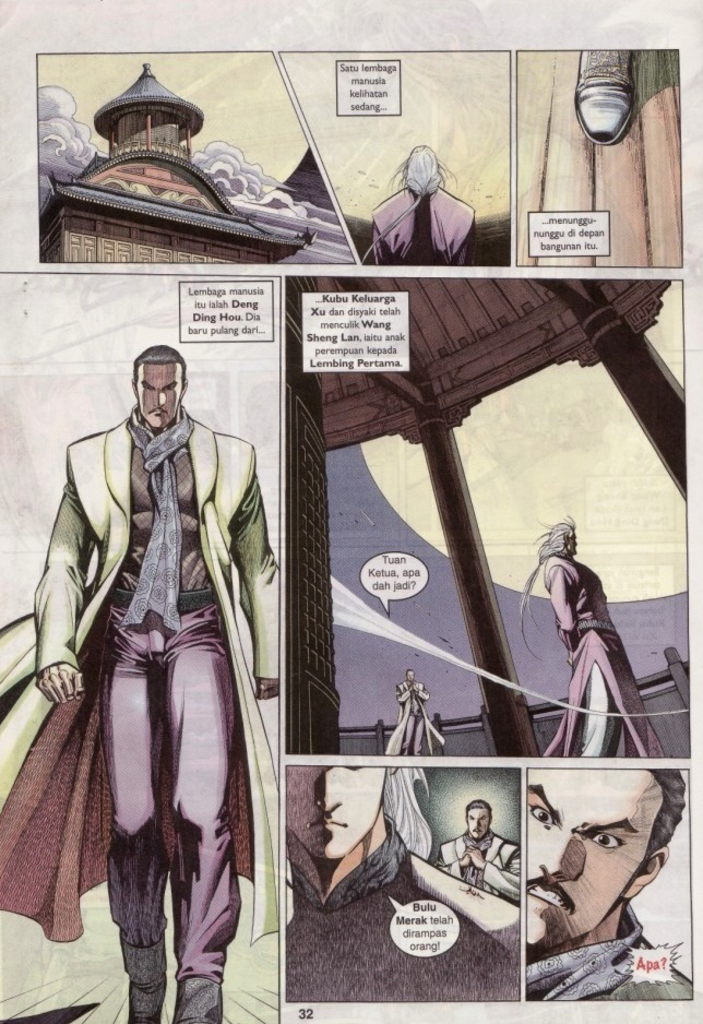 Satu lembaga
manusia
kelihatan
sedang...
...menunggu-
nunggu di depan
bangunan itu.
Lembaga manusia
itu ialah Deng
Ding Hou. Dia
baru pulang dari...
...Kubu Keluarga
Xu dan disyaki telah
menculik Wang
Sheng Lan, iaitu anak
perempuan kepada
Lembing Pertama.
Tuan
Ketua, apa
dah jadi?
Bulu
Merak telah
dirampas
orang!
Apa?
32